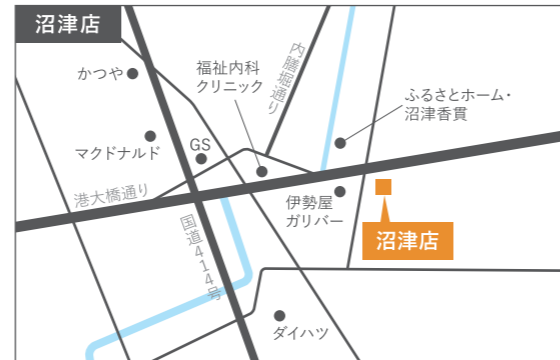 沼津店
かつや
福祉内科
クリニック
内膳堀通り
ふるさとホーム・
沼津香貫
マクドナルド
GS
港大橋通り
伊勢屋
ガリバー
国道414号
沼津店
ダイハツ